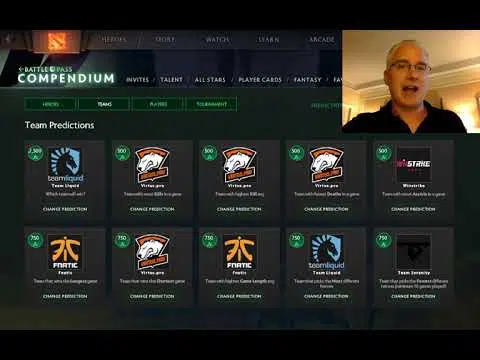 HEROES STORE WATCH LEARN ARCADE
BATTLE PASS
COMPENDIUM
INVITES / TALENT / ALL STARS / PLAYER CARDS / FANTASY / FAV
HEROES TEAMS PLAYERS TOURNAMENT
Team Predictions
2,500 500 500 500 500
teamliquid VIRTUS.PRO VIRTUS.PRO VIRTUS.PRO WINSTRIKE
Team Liquid Virtus.pro Virtus.pro Virtus.pro Winstrike
Which team will win? Team with most Kills in a game Team with highest Kill avg Team with fewest Deaths in a game Team with most Assists in a game
CHANGE PREDICTION CHANGE PREDICTION CHANGE PREDICTION CHANGE PREDICTION CHANGE PREDICTION
750 750 750 750 750
FNATIC VIRTUS.PRO FNATIC teamliquid
Fnatic Virtus.pro Fnatic Team Liquid Team Serenity
Team that wins the Longest game Team that wins the Shortest game Team with highest Game Length avg Team that picks the Most different heroes Team that picks the Fewest different heroes (minimum 10 games played)
CHANGE PREDICTION CHANGE PREDICTION CHANGE PREDICTION CHANGE PREDICTION CHANGE PREDICTION